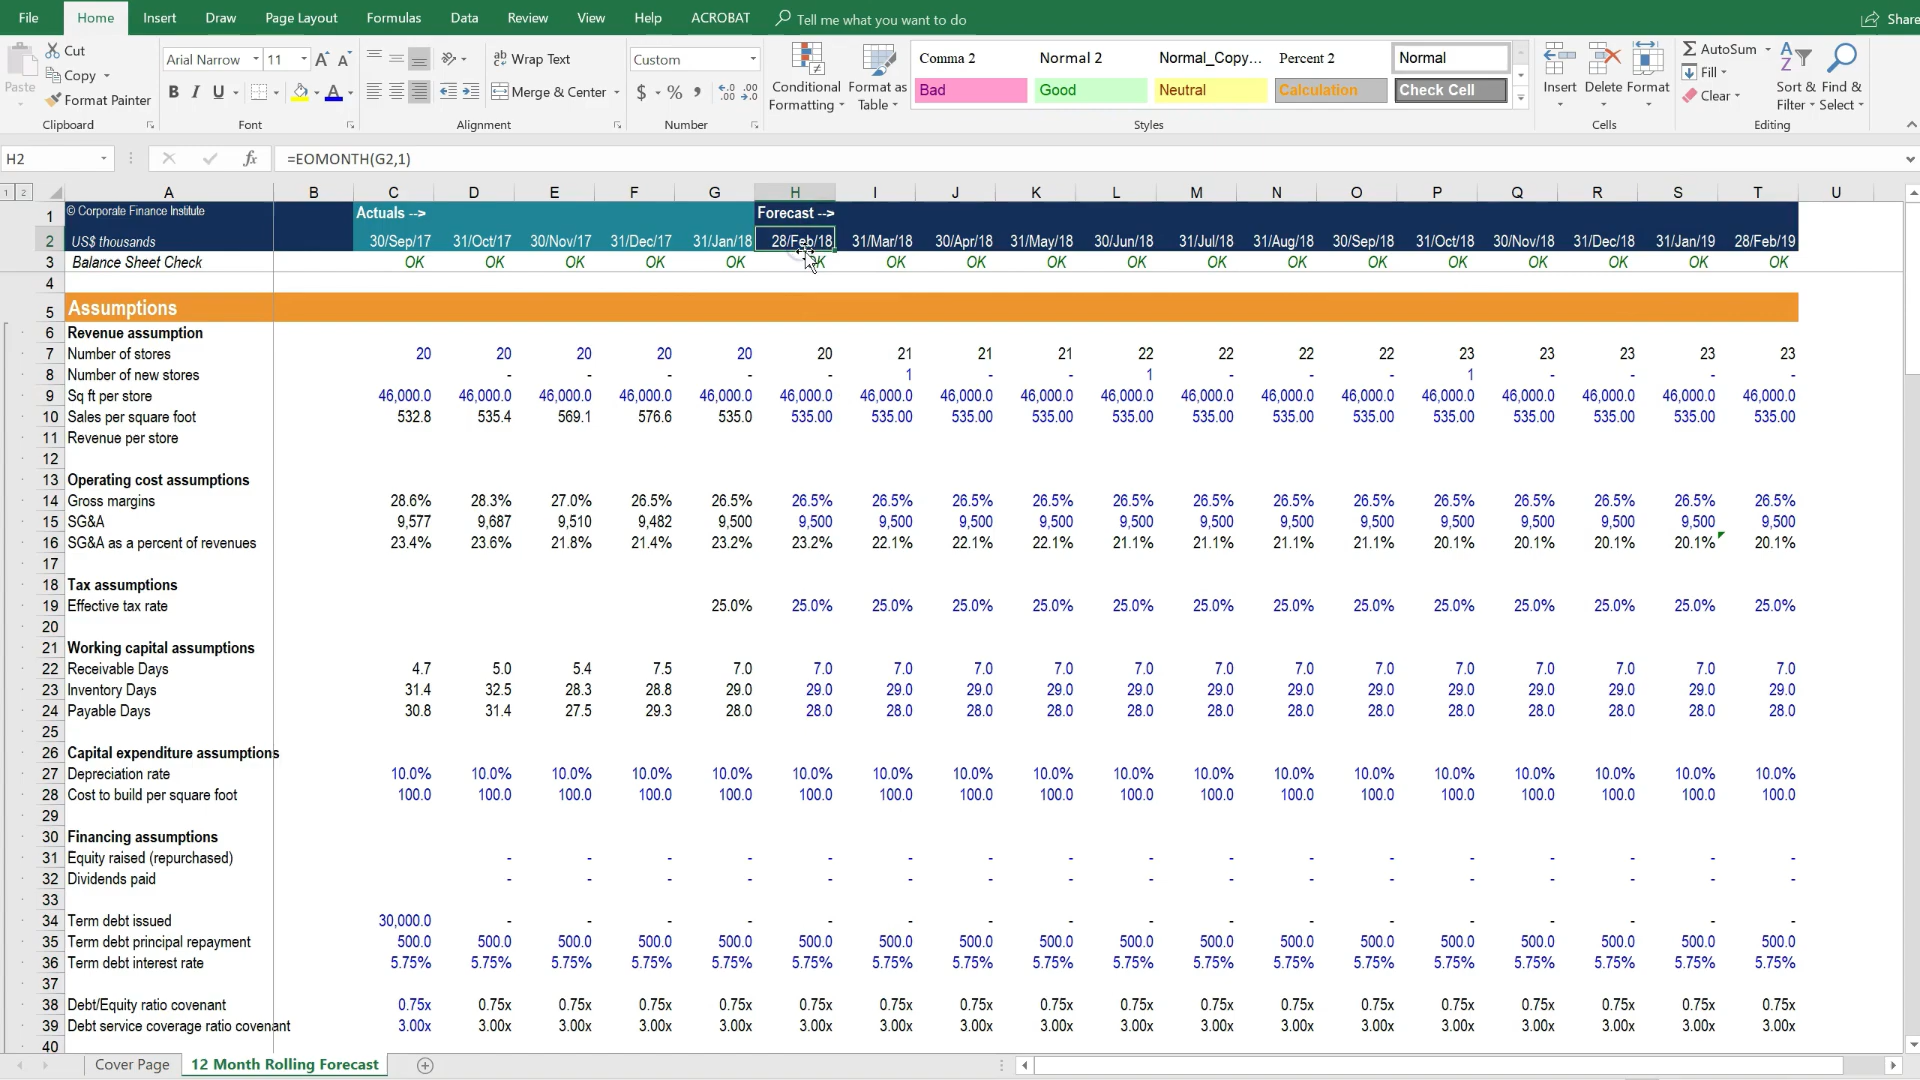 File Home Insert Draw Page Layout Formulas Data Review View Help ACROBAT Tell me what you want to do Share
Paste Cut Copy Format Painter Clipboard
Arial Narrow 11 B I U A Font
Wrap Text Merge & Center Alignment
Custom $ % Number
Conditional Formatting Format as Table
Comma 2 Normal 2 Normal_Copy... Percent 2 Normal
Bad Good Neutral Calculation Check Cell
Styles
Insert Delete Format Cells
AutoSum Fill Clear Sort & Filter Find & Select Editing
H2 fx =EOMONTH(G2,1)
1 2 A B C D E F G H I J K L M N O P Q R S T U
1 © Corporate Finance Institute Actuals --> Forecast -->
2 US$ thousands 30/Sep/17 31/Oct/17 30/Nov/17 31/Dec/17 31/Jan/18 28/Feb/18 31/Mar/18 30/Apr/18 31/May/18 30/Jun/18 31/Jul/18 31/Aug/18 30/Sep/18 31/Oct/18 30/Nov/18 31/Dec/18 31/Jan/19 28/Feb/19
3 Balance Sheet Check OK OK OK OK OK OK OK OK OK OK OK OK OK OK OK OK OK OK
4
5 Assumptions
6 Revenue assumption
7 Number of stores 20 20 20 20 20 20 21 21 21 22 22 22 22 23 23 23 23 23
8 Number of new stores - - - - - 1 - - 1 - - - 1 - - - -
9 Sq ft per store 46,000.0 46,000.0 46,000.0 46,000.0 46,000.0 46,000.0 46,000.0 46,000.0 46,000.0 46,000.0 46,000.0 46,000.0 46,000.0 46,000.0 46,000.0 46,000.0 46,000.0 46,000.0
10 Sales per square foot 532.8 535.4 569.1 576.6 535.0 535.00 535.00 535.00 535.00 535.00 535.00 535.00 535.00 535.00 535.00 535.00 535.00 535.00
11 Revenue per store
12
13 Operating cost assumptions
14 Gross margins 28.6% 28.3% 27.0% 26.5% 26.5% 26.5% 26.5% 26.5% 26.5% 26.5% 26.5% 26.5% 26.5% 26.5% 26.5% 26.5% 26.5% 26.5%
15 SG&A 9,577 9,687 9,510 9,482 9,500 9,500 9,500 9,500 9,500 9,500 9,500 9,500 9,500 9,500 9,500 9,500 9,500 9,500
16 SG&A as a percent of revenues 23.4% 23.6% 21.8% 21.4% 23.2% 23.2% 22.1% 22.1% 22.1% 21.1% 21.1% 21.1% 21.1% 20.1% 20.1% 20.1% 20.1% 20.1%
17
18 Tax assumptions
19 Effective tax rate 25.0% 25.0% 25.0% 25.0% 25.0% 25.0% 25.0% 25.0% 25.0% 25.0% 25.0% 25.0% 25.0% 25.0%
20
21 Working capital assumptions
22 Receivable Days 4.7 5.0 5.4 7.5 7.0 7.0 7.0 7.0 7.0 7.0 7.0 7.0 7.0 7.0 7.0 7.0 7.0 7.0
23 Inventory Days 31.4 32.5 28.3 28.8 29.0 29.0 29.0 29.0 29.0 29.0 29.0 29.0 29.0 29.0 29.0 29.0 29.0 29.0
24 Payable Days 30.8 31.4 27.5 29.3 28.0 28.0 28.0 28.0 28.0 28.0 28.0 28.0 28.0 28.0 28.0 28.0 28.0 28.0
25
26 Capital expenditure assumptions
27 Depreciation rate 10.0% 10.0% 10.0% 10.0% 10.0% 10.0% 10.0% 10.0% 10.0% 10.0% 10.0% 10.0% 10.0% 10.0% 10.0% 10.0% 10.0% 10.0%
28 Cost to build per square foot 100.0 100.0 100.0 100.0 100.0 100.0 100.0 100.0 100.0 100.0 100.0 100.0 100.0 100.0 100.0 100.0 100.0 100.0
29
30 Financing assumptions
31 Equity raised (repurchased) - - - - - - - - - - - - - - - - -
32 Dividends paid - - - - - - - - - - - - - - - - -
33
34 Term debt issued 30,000.0 - - - - - - - - - - - - - - - - -
35 Term debt principal repayment 500.0 500.0 500.0 500.0 500.0 500.0 500.0 500.0 500.0 500.0 500.0 500.0 500.0 500.0 500.0 500.0 500.0 500.0
36 Term debt interest rate 5.75% 5.75% 5.75% 5.75% 5.75% 5.75% 5.75% 5.75% 5.75% 5.75% 5.75% 5.75% 5.75% 5.75% 5.75% 5.75% 5.75% 5.75%
37
38 Debt/Equity ratio covenant 0.75x 0.75x 0.75x 0.75x 0.75x 0.75x 0.75x 0.75x 0.75x 0.75x 0.75x 0.75x 0.75x 0.75x 0.75x 0.75x 0.75x 0.75x
39 Debt service coverage ratio covenant 3.00x 3.00x 3.00x 3.00x 3.00x 3.00x 3.00x 3.00x 3.00x 3.00x 3.00x 3.00x 3.00x 3.00x 3.00x 3.00x 3.00x 3.00x
40
Cover Page 12 Month Rolling Forecast